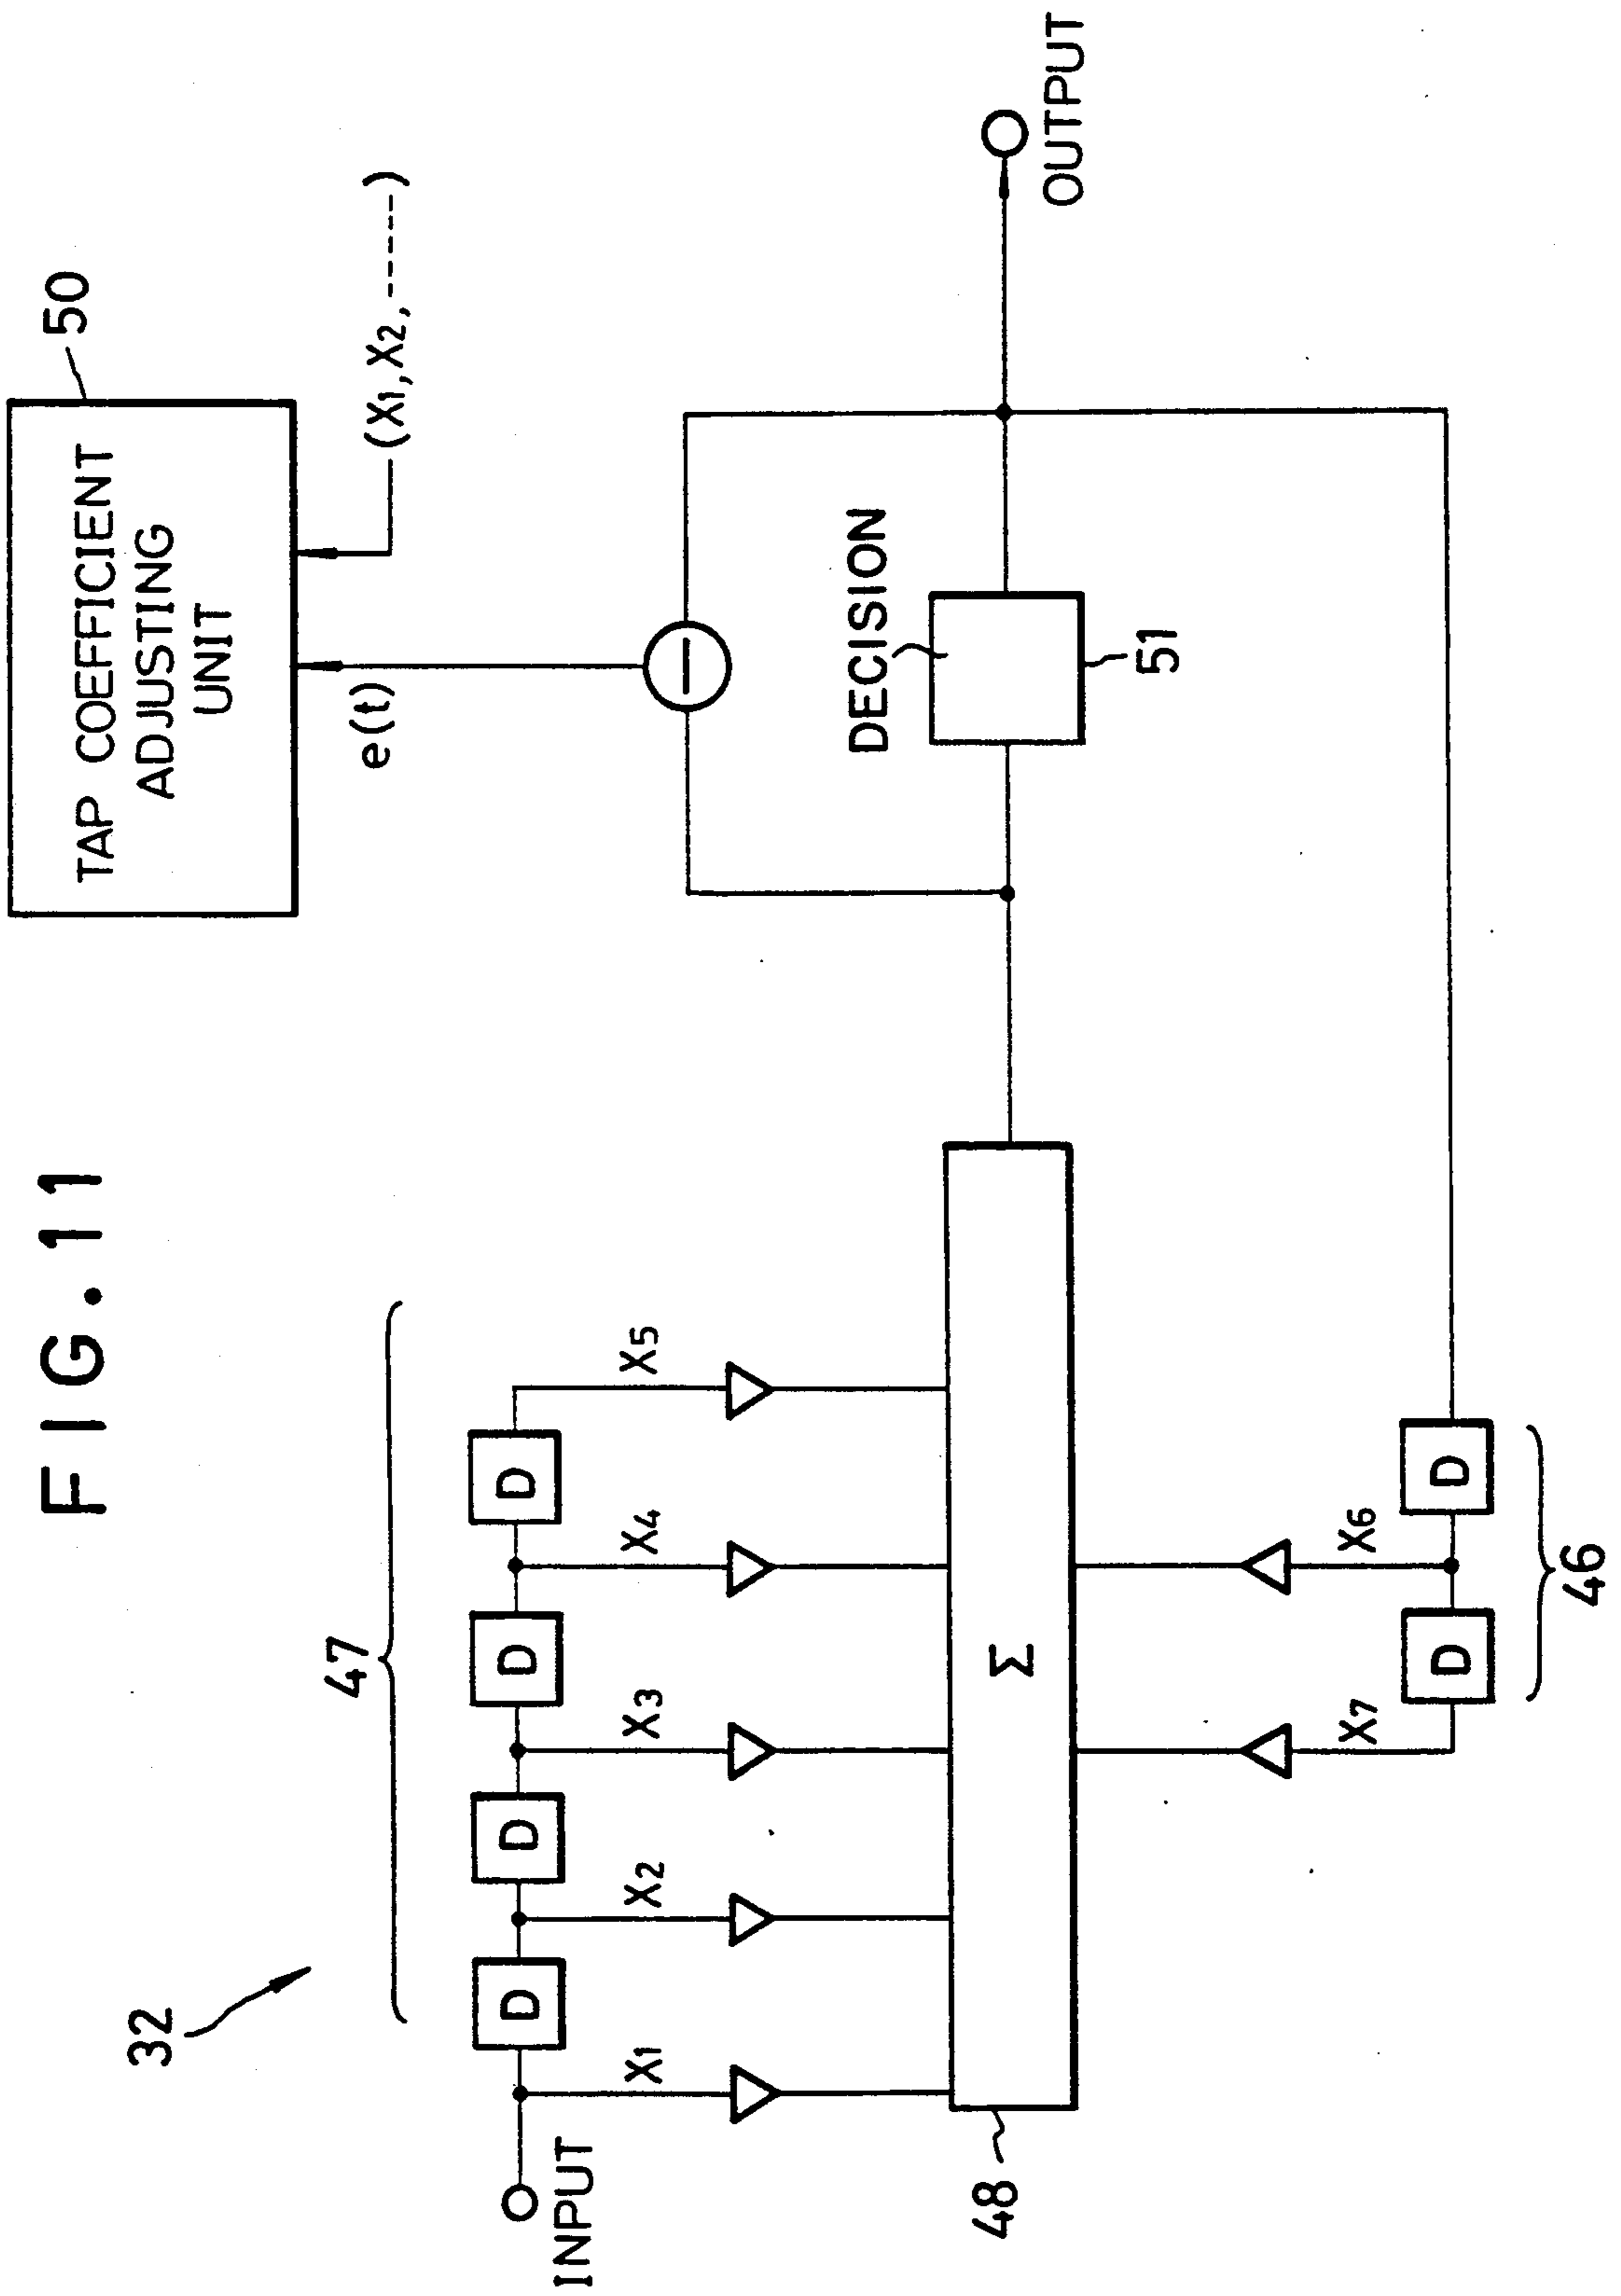 FIG.11
TAP COEFFICIENT
ADJUSTING
UNIT
50
e(t)
(X1,X2,------)
32
47
INPUT
D
D
D
D
X1
X2
X3
X4
X5
DECISION
51
OUTPUT
48
Σ
X7
X6
D
D
46